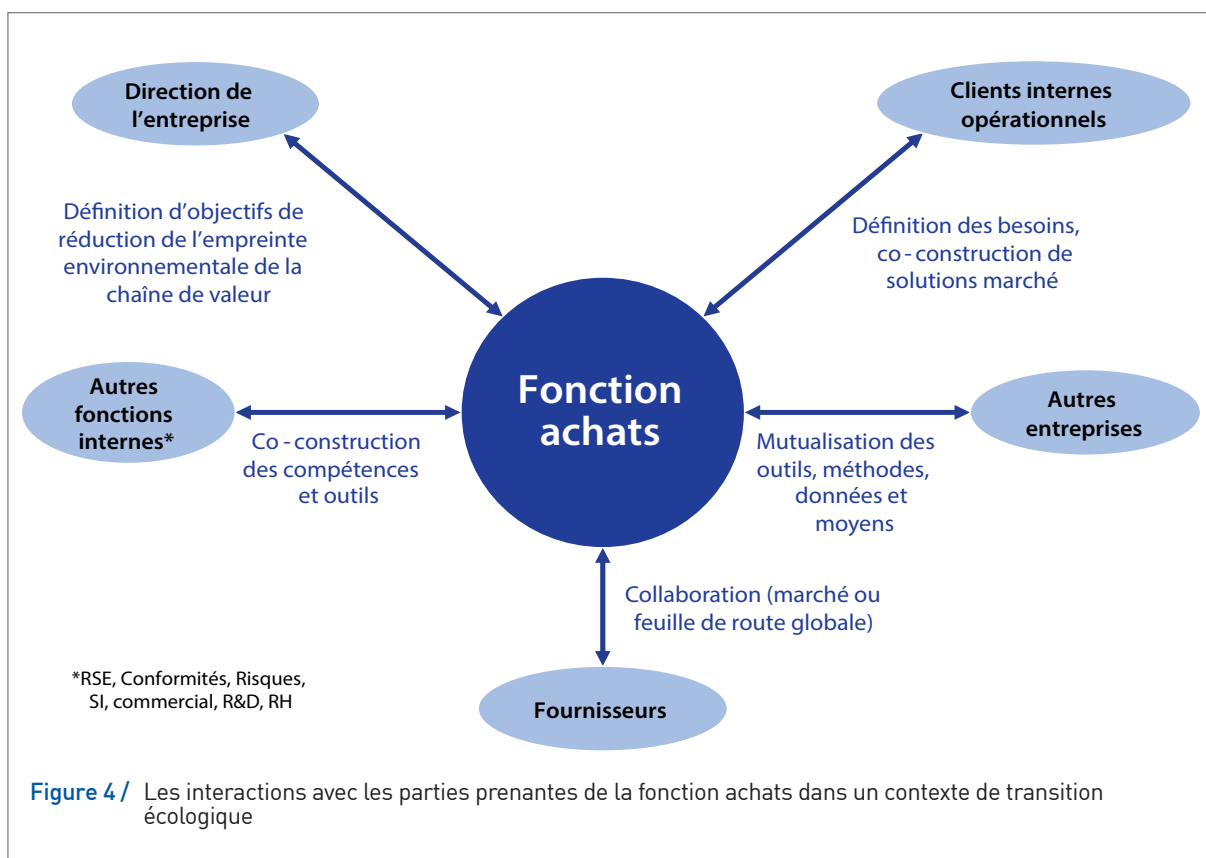 Direction de
l'entreprise
Clients internes
opérationnels
Définition d'objectifs de
réduction de l'empreinte
environnementale de la
chaîne de valeur
Définition des besoins,
co - construction de
solutions marché
Autres
fonctions
internes*
Fonction
achats
Autres
entreprises
Co - construction
des compétences
et outils
Mutualisation des
outils, méthodes,
données et
moyens
Collaboration (marché ou
feuille de route globale)
*RSE, Conformités, Risques,
SI, commercial, R&D, RH
Fournisseurs
Figure 4 / Les interactions avec les parties prenantes de la fonction achats dans un contexte de transition
écologique